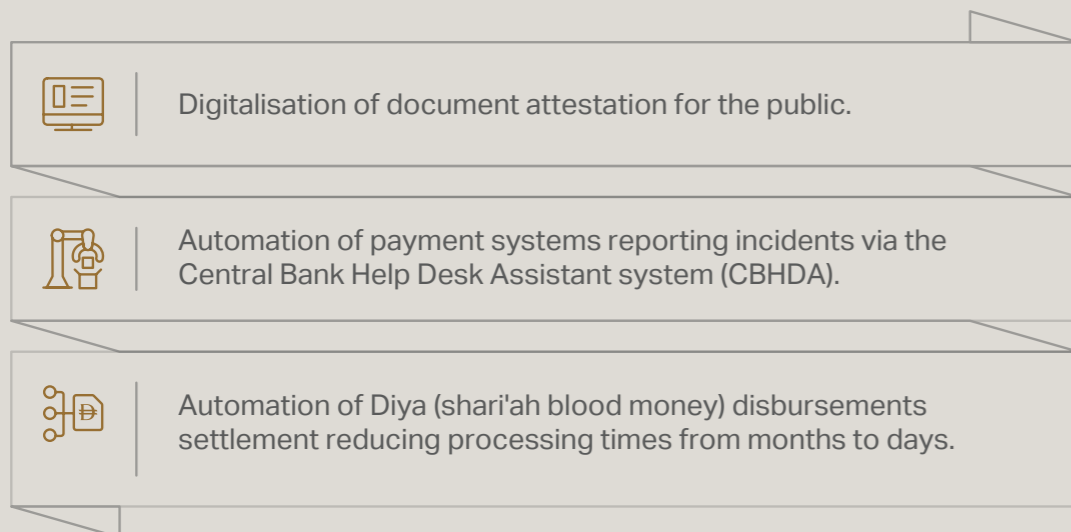 Digitalisation of document attestation for the public.
Automation of payment systems reporting incidents via the
Central Bank Help Desk Assistant system (CBHDA).
Automation of Diya (shari'ah blood money) disbursements
settlement reducing processing times from months to days.